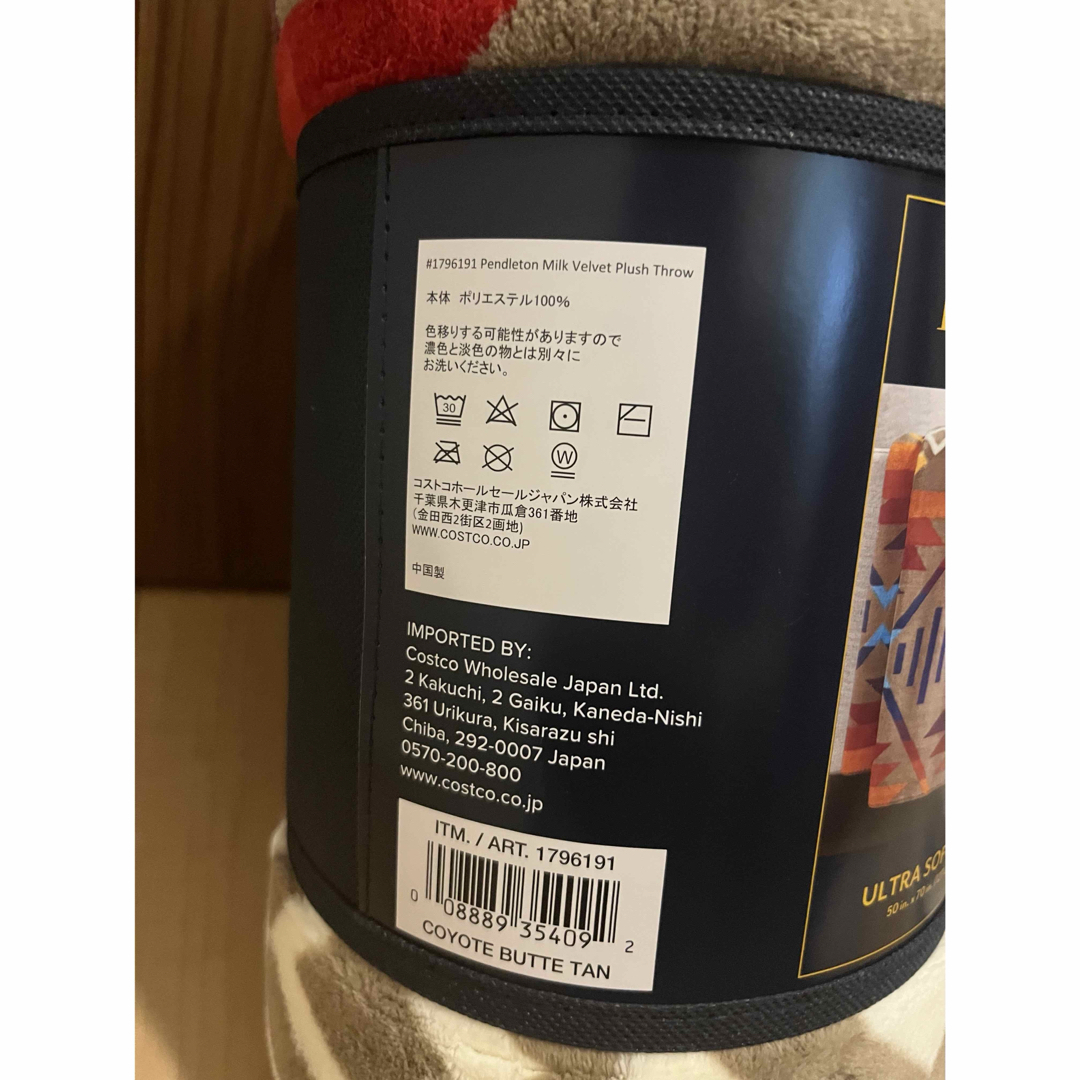 #1796191 Pendleton Milk Velvet Plush Throw
本体 ポリエステル100%
色移りする可能性がありますので
濃色と淡色の物とは別々に
お洗いください。
30
W
コストコホールセールジャパン株式会社
千葉県木更津市瓜倉361番地
(金田西2街区2画地)
WWW.COSTCO.CO.JP
中国製
IMPORTED BY:
Costco Wholesale Japan Ltd.
2 Kakuchi, 2 Gaiku, Kaneda-Nishi
361 Urikura, Kisarazu shi
Chiba, 292-0007 Japan
0570-200-800
www.costco.co.jp
ITM. / ART. 1796191
0 08889 35409 2
COYOTE BUTTE TAN
ULTRA
50 in. x 70 in.